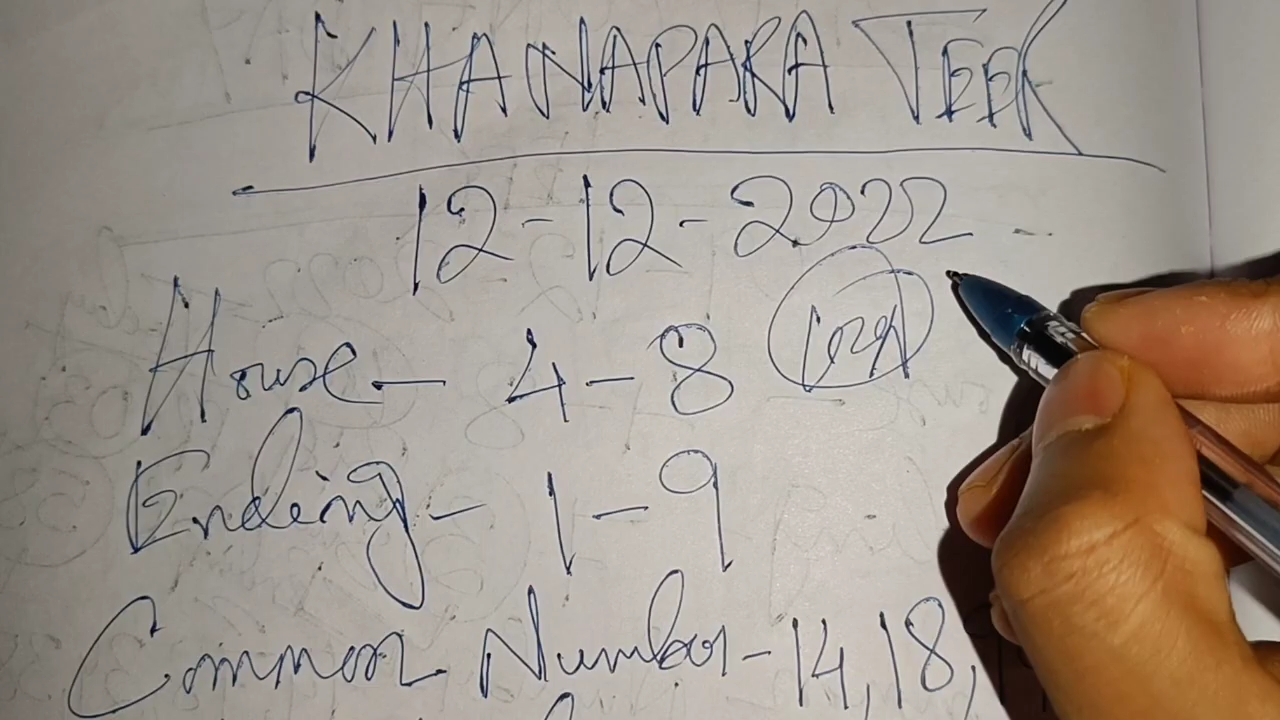 KHANAPARA TEER
12-12-2022
House - 4-8
Ending - 1-9
Common Number - 14, 18,